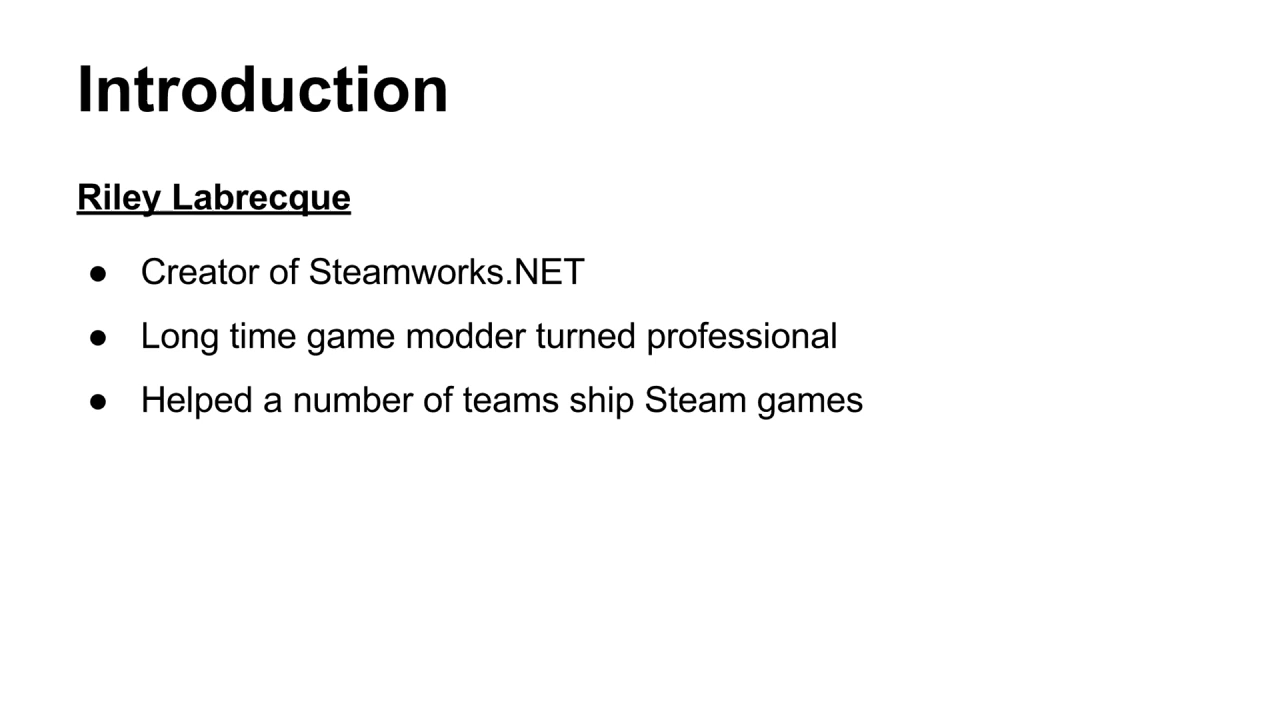 Introduction
Riley Labrecque
● Creator of Steamworks.NET
● Long time game modder turned professional
● Helped a number of teams ship Steam games